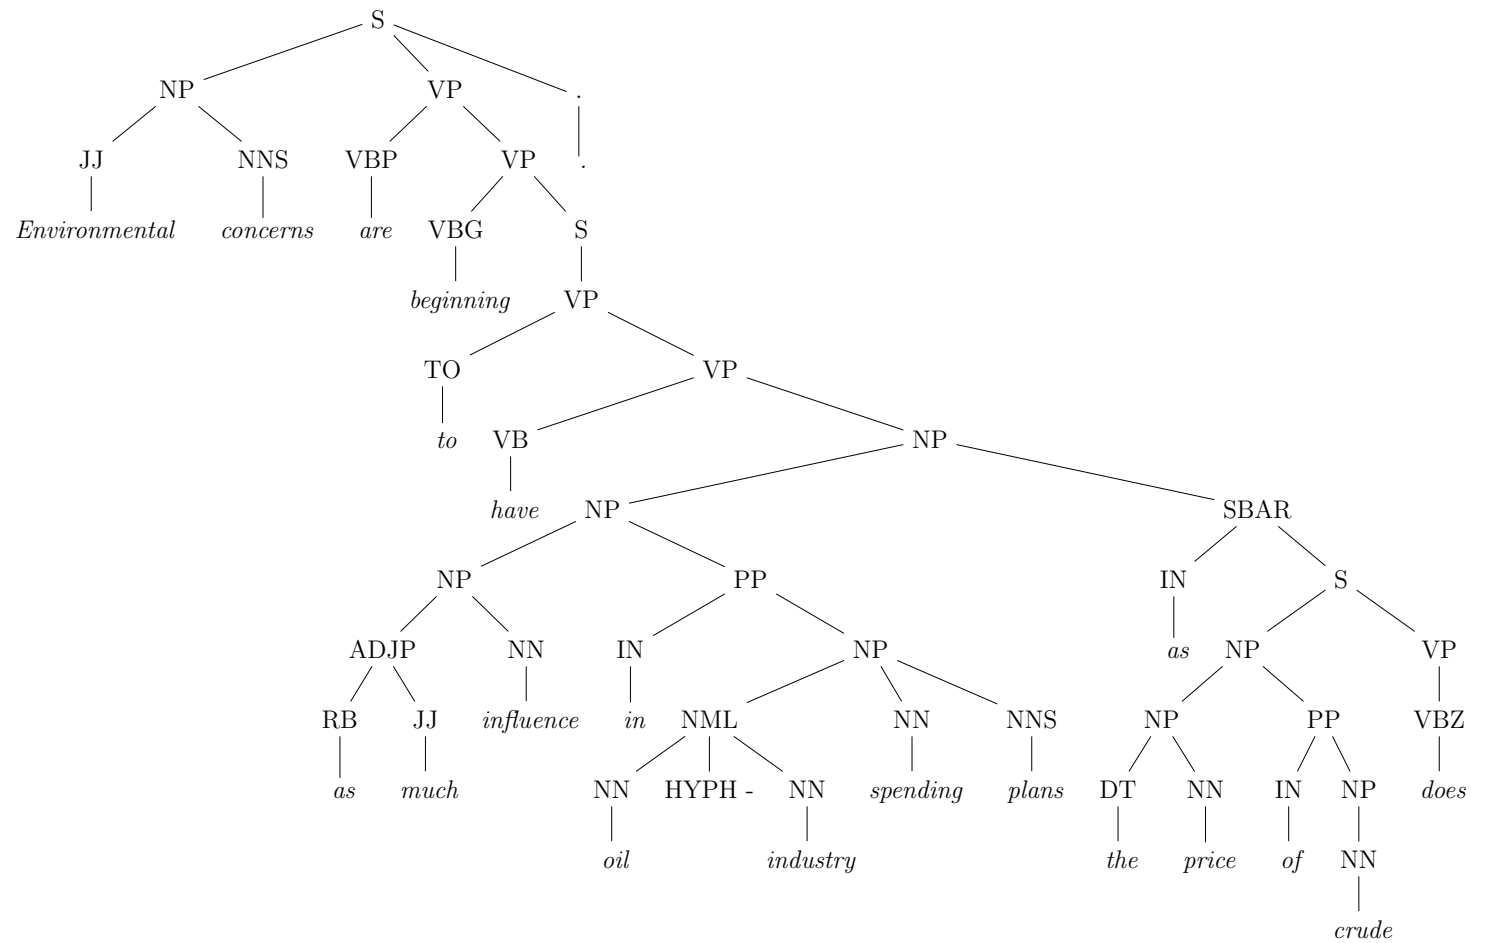 S
NP VP .
JJ NNS VBP VP .
Environmental concerns are VBG S
beginning VP
TO VP
to VB NP
have NP SBAR
NP PP IN S
ADJP NN IN NP as NP VP
RB JJ influence in NML NN NNS NP PP VBZ
as much NN HYPH - NN spending plans DT NN IN NP does
oil industry the price of NN
crude